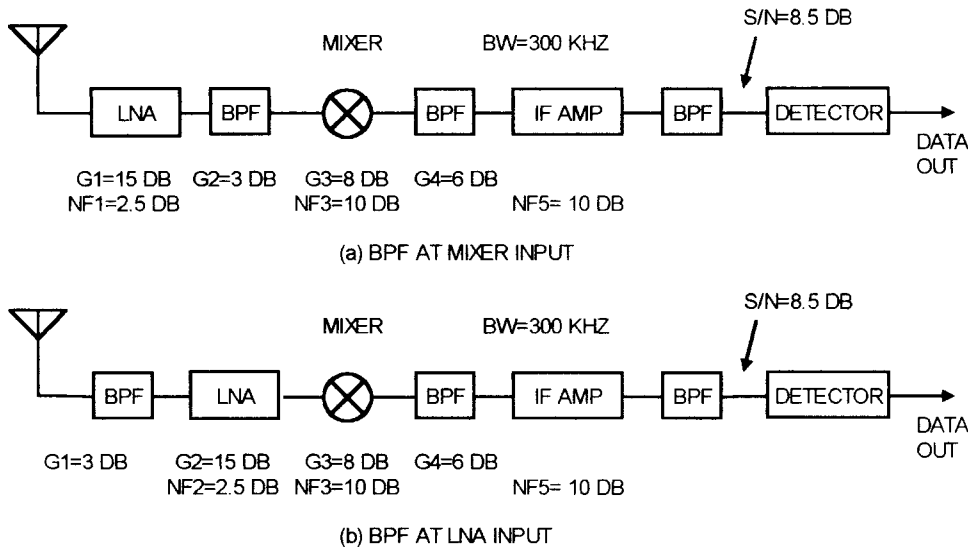 S/N=8.5 DB
MIXER BW=300 KHZ
LNA BPF BPF IF AMP BPF DETECTOR
DATA
OUT
G1=15 DB G2=3 DB G3=8 DB G4=6 DB
NF1=2.5 DB NF3=10 DB NF5= 10 DB
(a) BPF AT MIXER INPUT
S/N=8.5 DB
MIXER BW=300 KHZ
BPF LNA BPF IF AMP BPF DETECTOR
DATA
OUT
G1=3 DB G2=15 DB G3=8 DB G4=6 DB
NF2=2.5 DB NF3=10 DB NF5= 10 DB
(b) BPF AT LNA INPUT